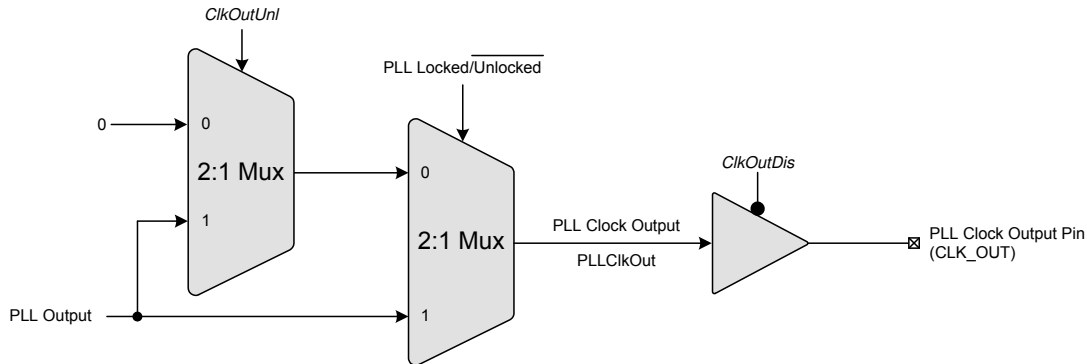 ClkOutUnl
PLL Locked/Unlocked
0
0
2:1 Mux
1
0
2:1 Mux
1
PLL Output
PLL Clock Output
PLLClkOut
ClkOutDis
PLL Clock Output Pin
(CLK_OUT)